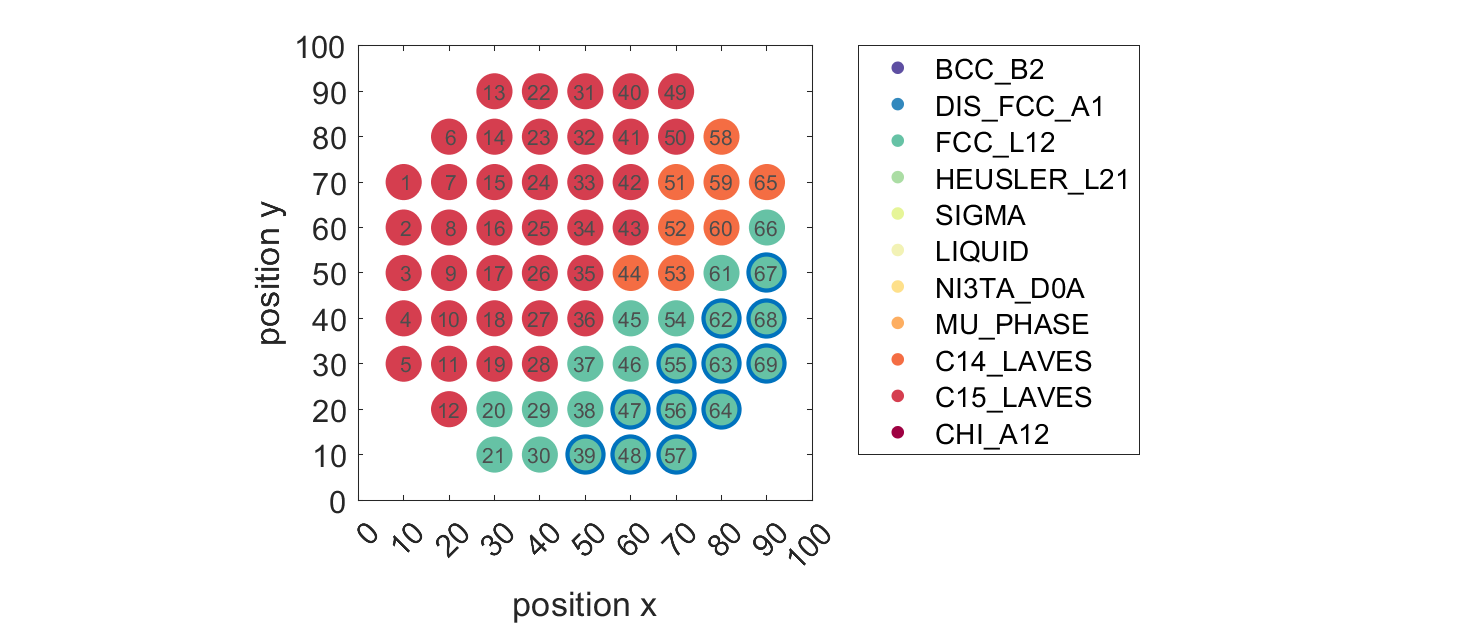 100
90
80
70
60
50
40
30
20
10
0
position y
13 22 31 40 49
6 14 23 32 41 50 58
1 7 15 24 33 42 51 59 65
2 8 16 25 34 43 52 60 66
3 9 17 26 35 44 53 61 67
4 10 18 27 36 45 54 62 68
5 11 19 28 37 46 55 63 69
12 20 29 38 47 56 64
21 30 39 48 57
0 10 20 30 40 50 60 70 80 90 100
position x
BCC_B2
DIS_FCC_A1
FCC_L12
HEUSLER_L21
SIGMA
LIQUID
NI3TA_D0A
MU_PHASE
C14_LAVES
C15_LAVES
CHI_A12